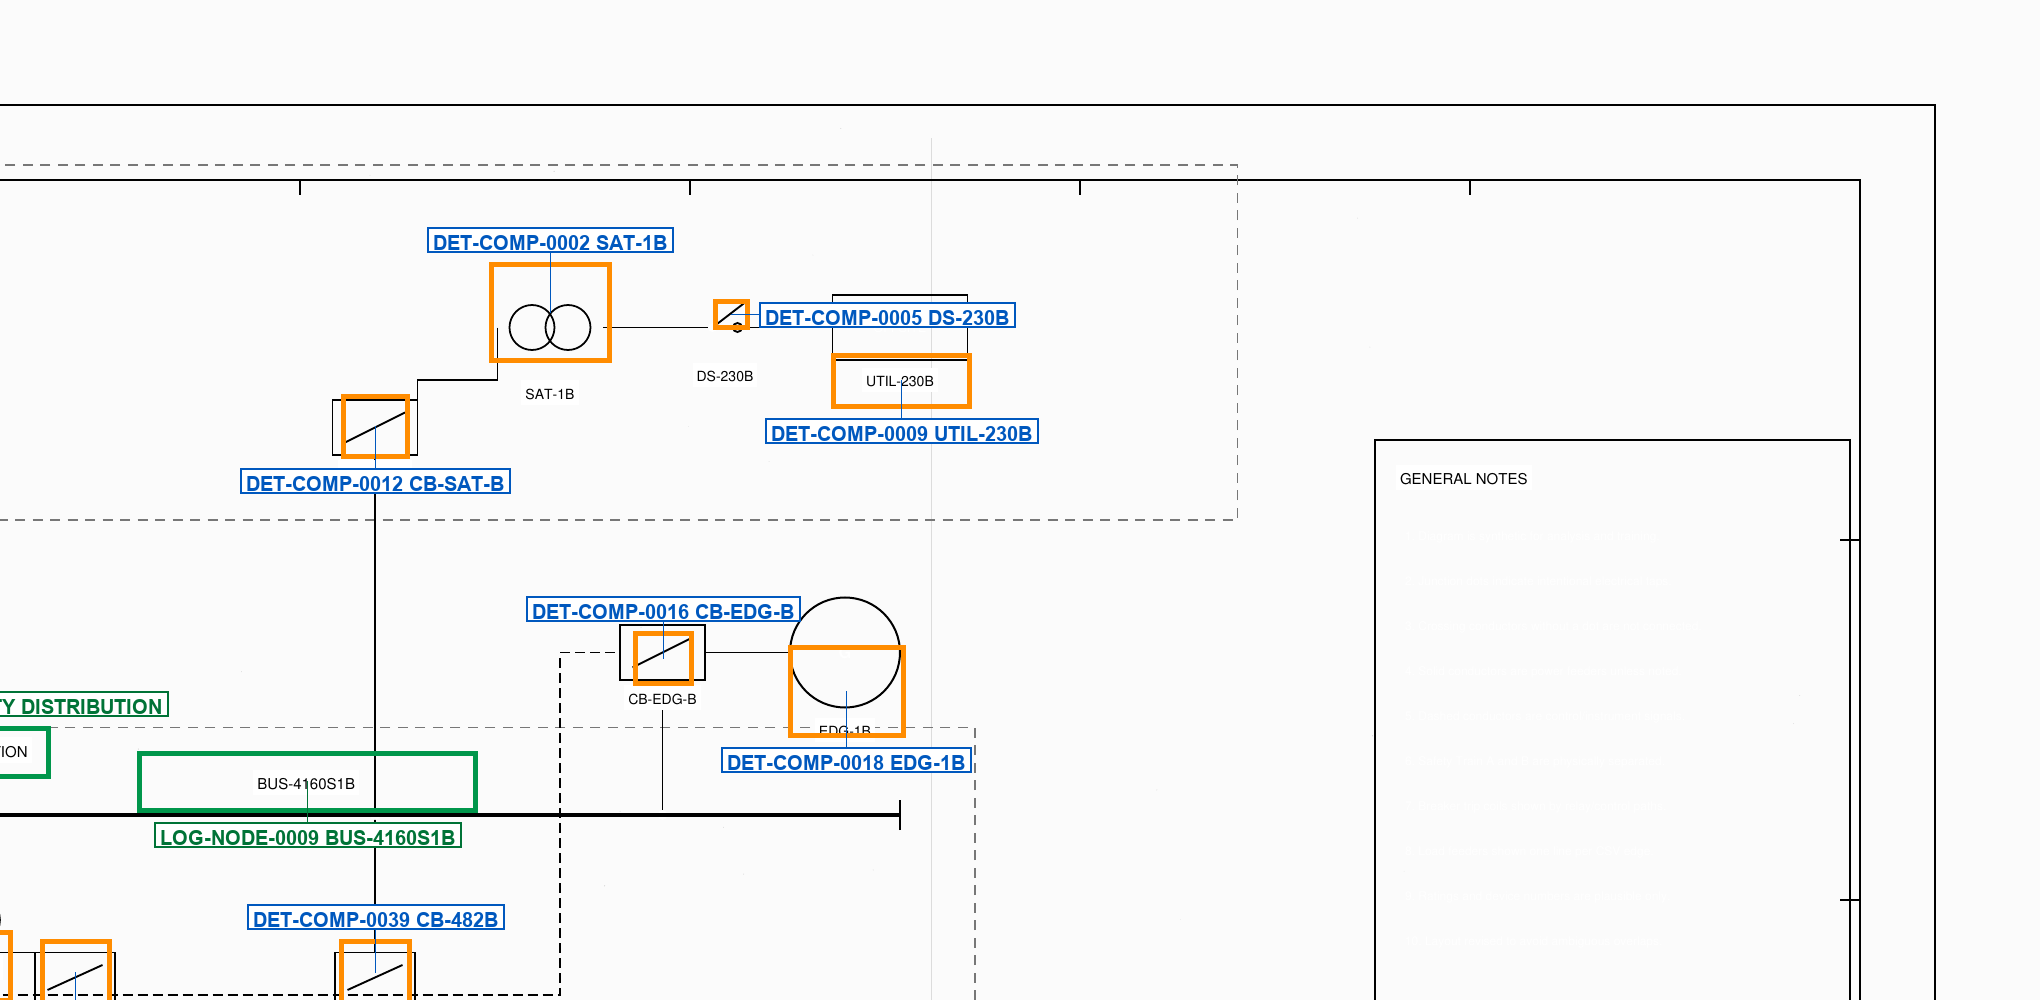 DET-COMP-0002 SAT-1B
DET-COMP-0005 DS-230B
DS-230B
UTIL-230B
SAT-1B
DET-COMP-0009 UTIL-230B
DET-COMP-0012 CB-SAT-B
GENERAL NOTES
DET-COMP-0016 CB-EDG-B
CB-EDG-B
TY DISTRIBUTION
EDG-1B
ION
DET-COMP-0018 EDG-1B
BUS-4160S1B
LOG-NODE-0009 BUS-4160S1B
DET-COMP-0039 CB-482B